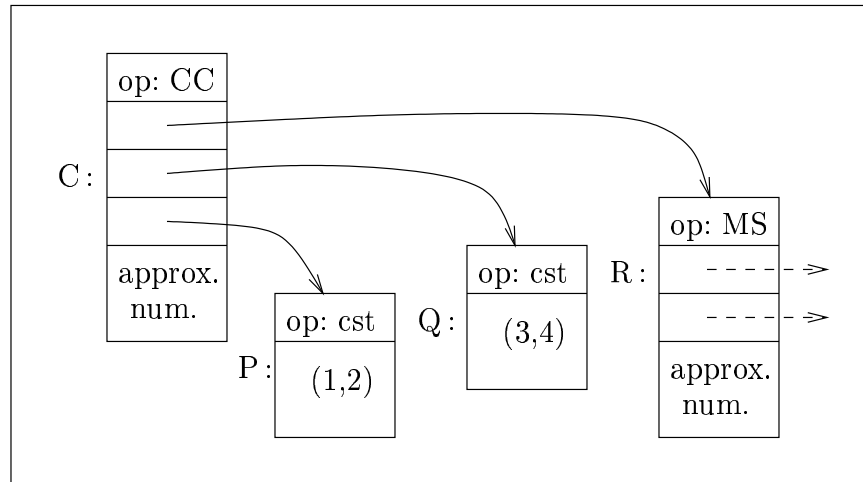 op: CC
C:
approx.
num.
op: cst
P:
(1,2)
op: cst
Q:
(3,4)
op: MS
R:
approx.
num.